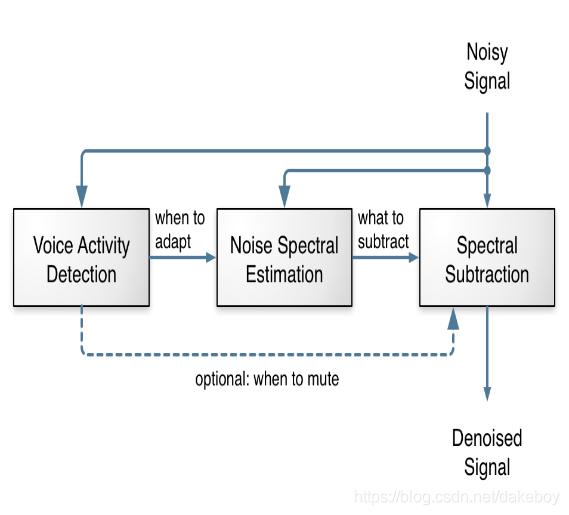 Noisy
Signal
when to
adapt
what to
subtract
Voice Activity
Detection
Noise Spectral
Estimation
Spectral
Subtraction
optional: when to mute
Denoised
Signal
https://blog.csdn.net/dakeboy